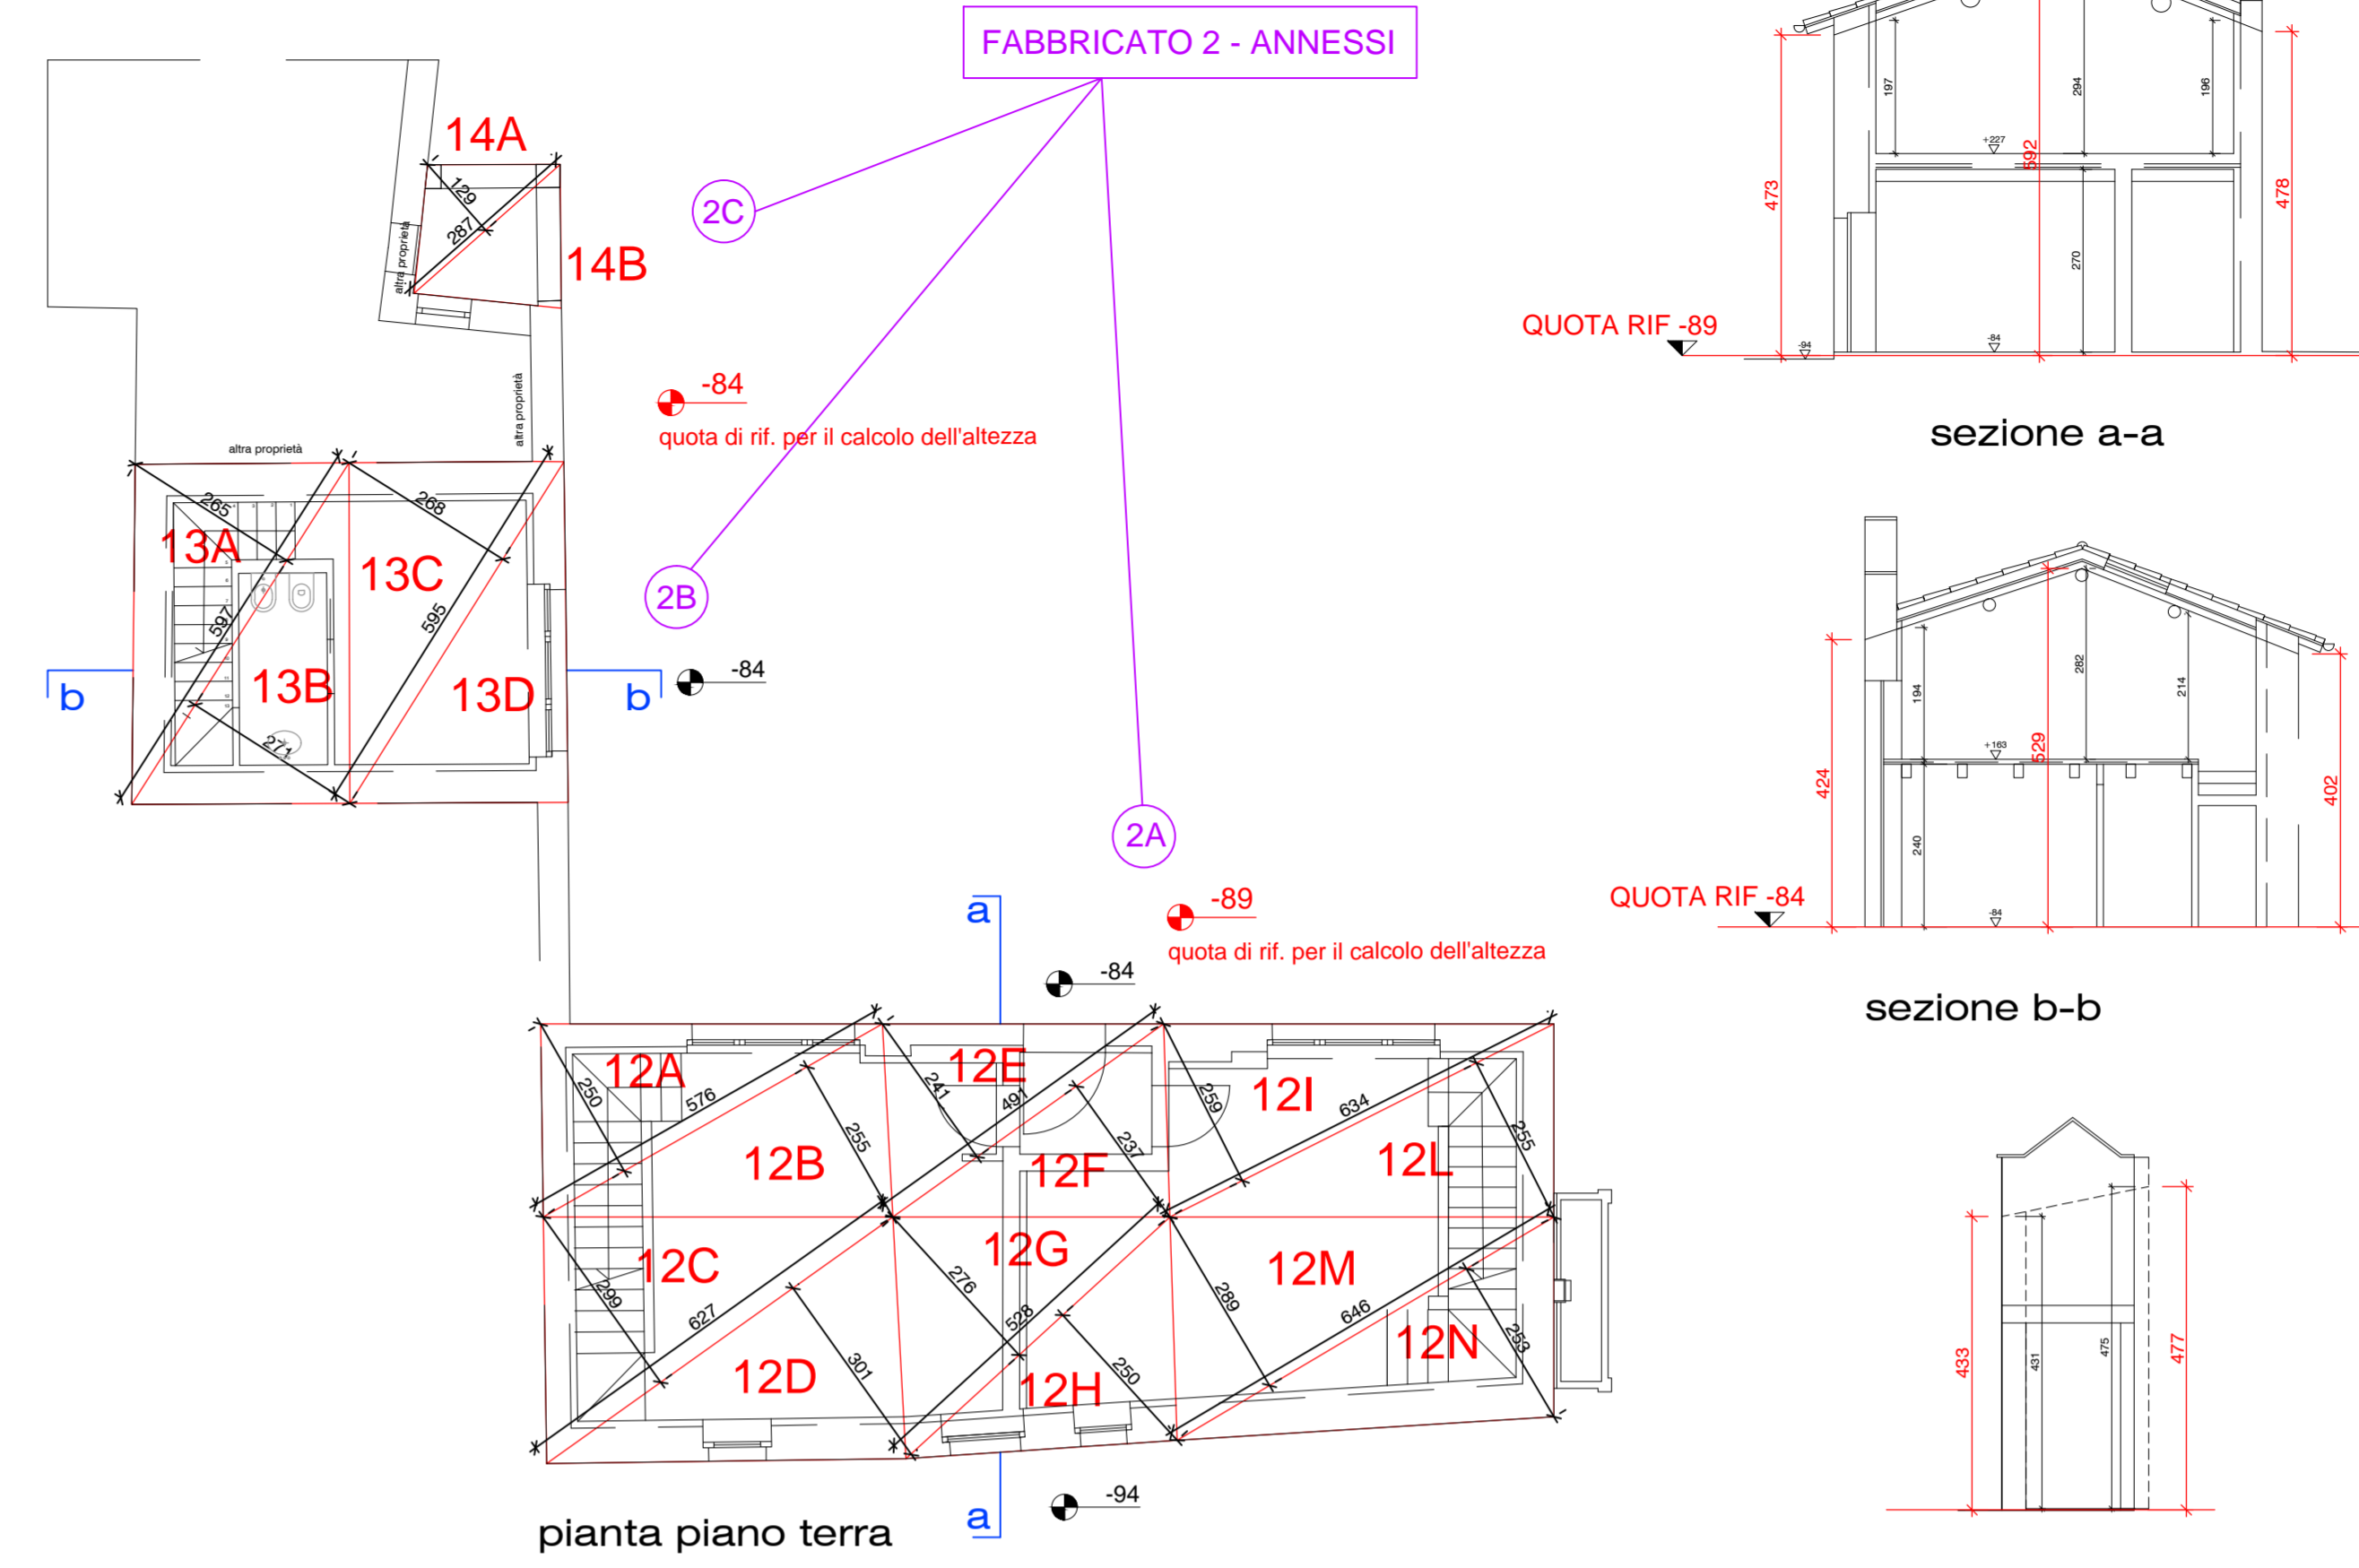 FABBRICATO 2 - ANNESSI
14A
129
287
altra proprietà
14B
2C
-84
quota di rif. per il calcolo dell'altezza
altra proprietà
altra proprietà
265
268
13A
13C
597
595
2B
13B
13D
b
b
-84
271
2A
a
-89
quota di rif. per il calcolo dell'altezza
-84
12A
12E
12I
250
576
241
491
259
634
255
237
255
12B
12F
12L
12C
12G
12M
299
276
289
627
528
646
12D
301
12H
250
12N
253
-94
a
pianta piano terra
197
294
196
+227
592
473
478
270
QUOTA RIF -89
-94
-84
sezione a-a
282
194
214
+163
529
424
402
240
QUOTA RIF -84
-84
sezione b-b
433
431
475
477